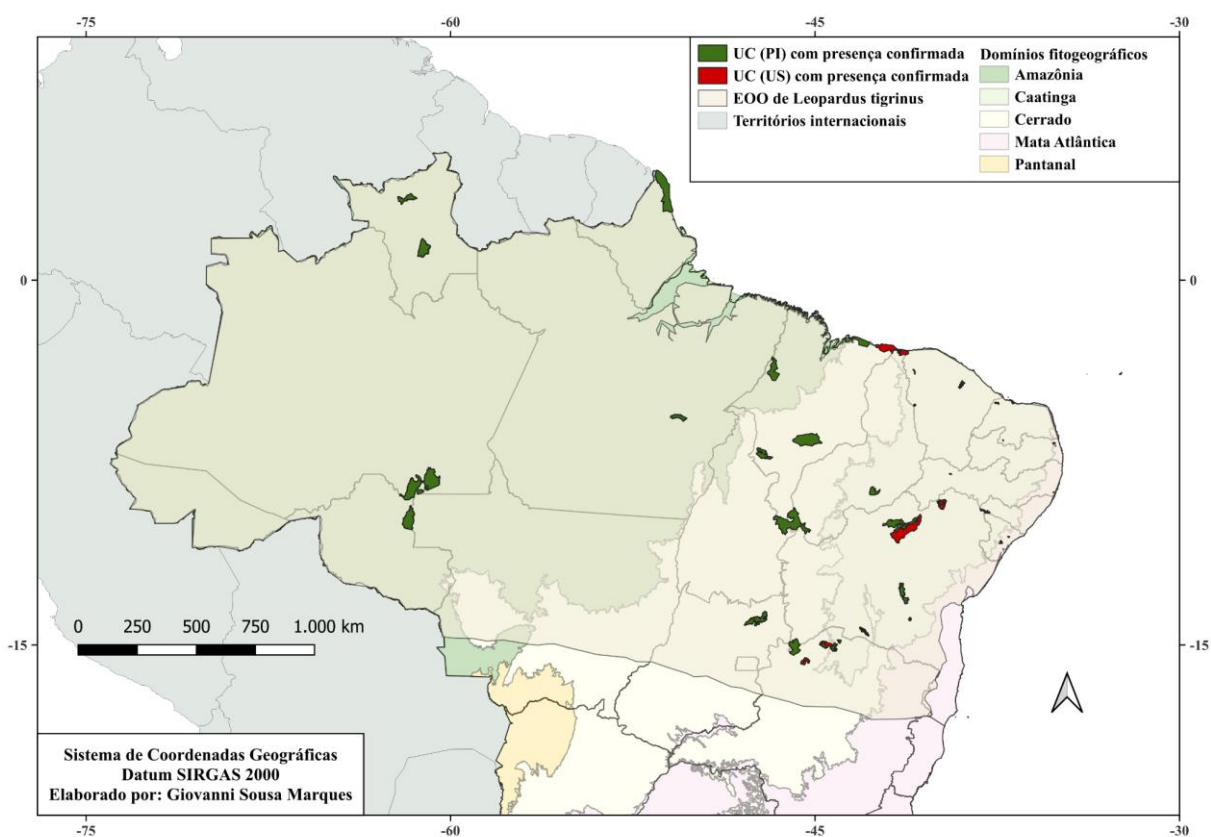 -75 -60 -45 -30
UC (PI) com presença confirmada
UC (US) com presença confirmada
EOO de Leopardus tigrinus
Territórios internacionais
Domínios fitogeográficos
Amazônia
Caatinga
Cerrado
Mata Atlântica
Pantanal
0 0
0 250 500 750 1.000 km
-15 -15
Sistema de Coordenadas Geográficas
Datum SIRGAS 2000
Elaborado por: Giovanni Sousa Marques
-75 -60 -45 -30